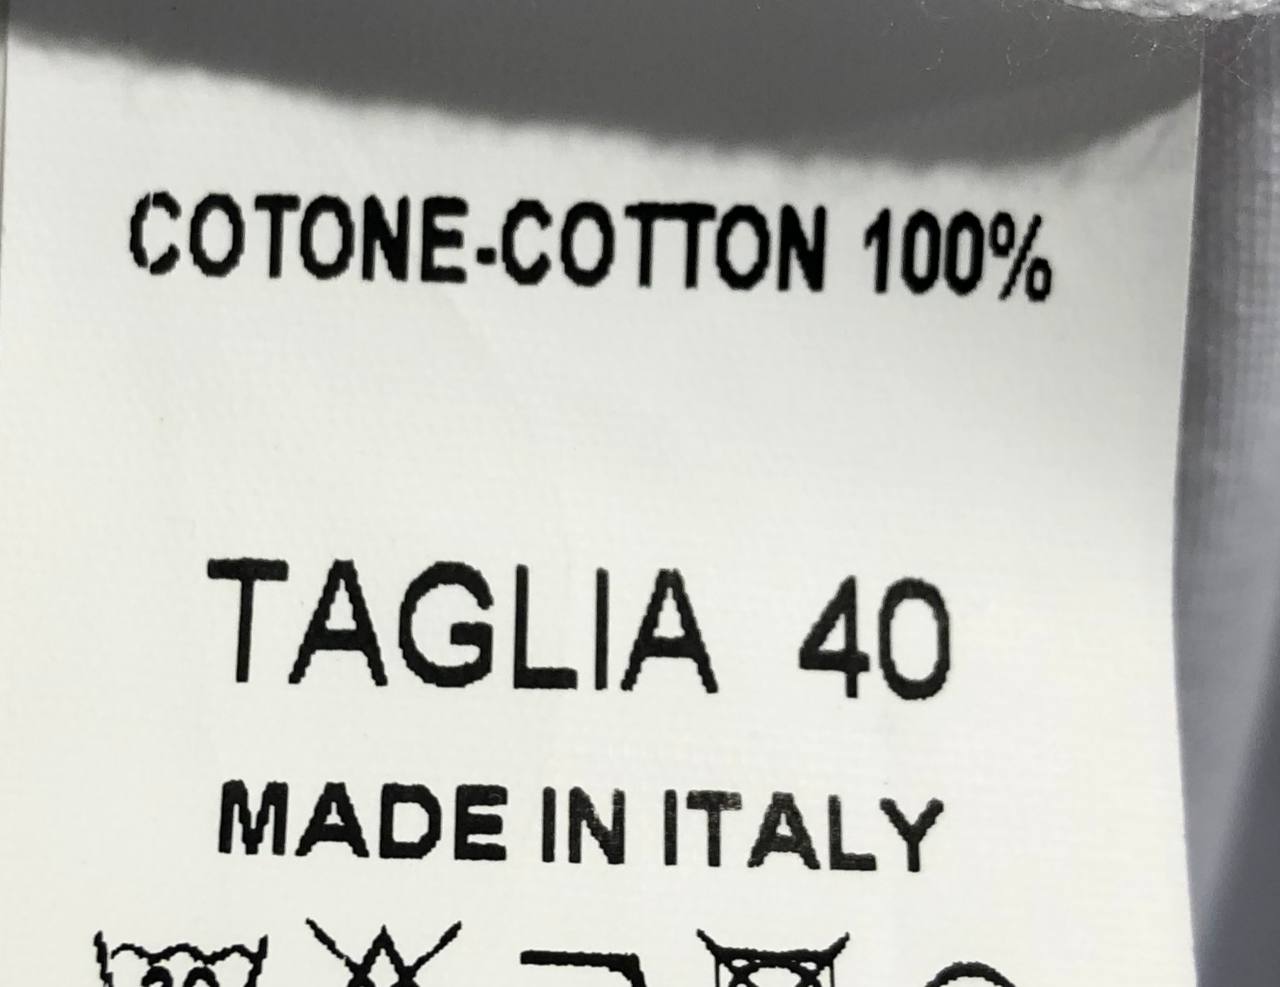 COTONE-COTTON 100%
TAGLIA 40
MADE IN ITALY